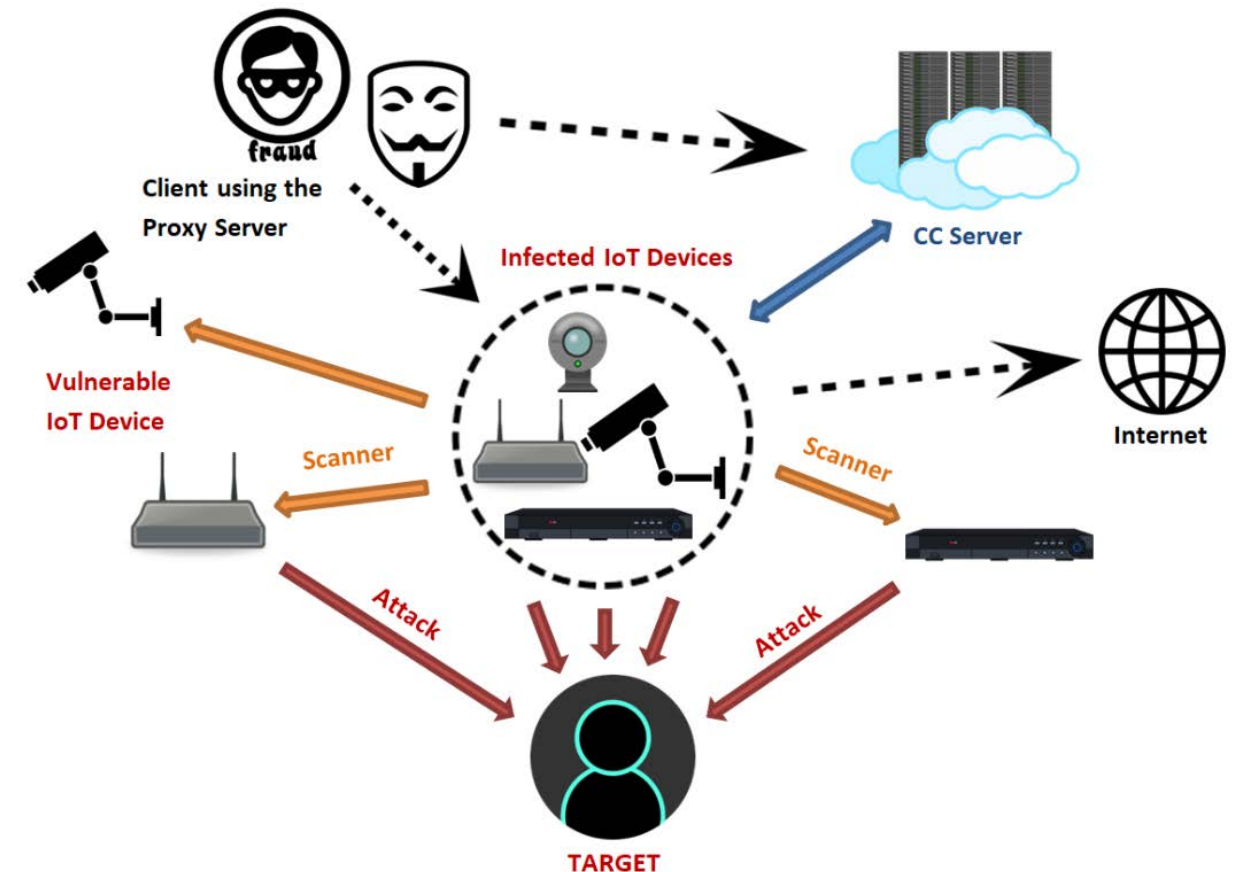 fraud
Client using the
Proxy Server
CC Server
Infected IoT Devices
Internet
Vulnerable
IoT Device
Scanner
Scanner
Attack
Attack
TARGET